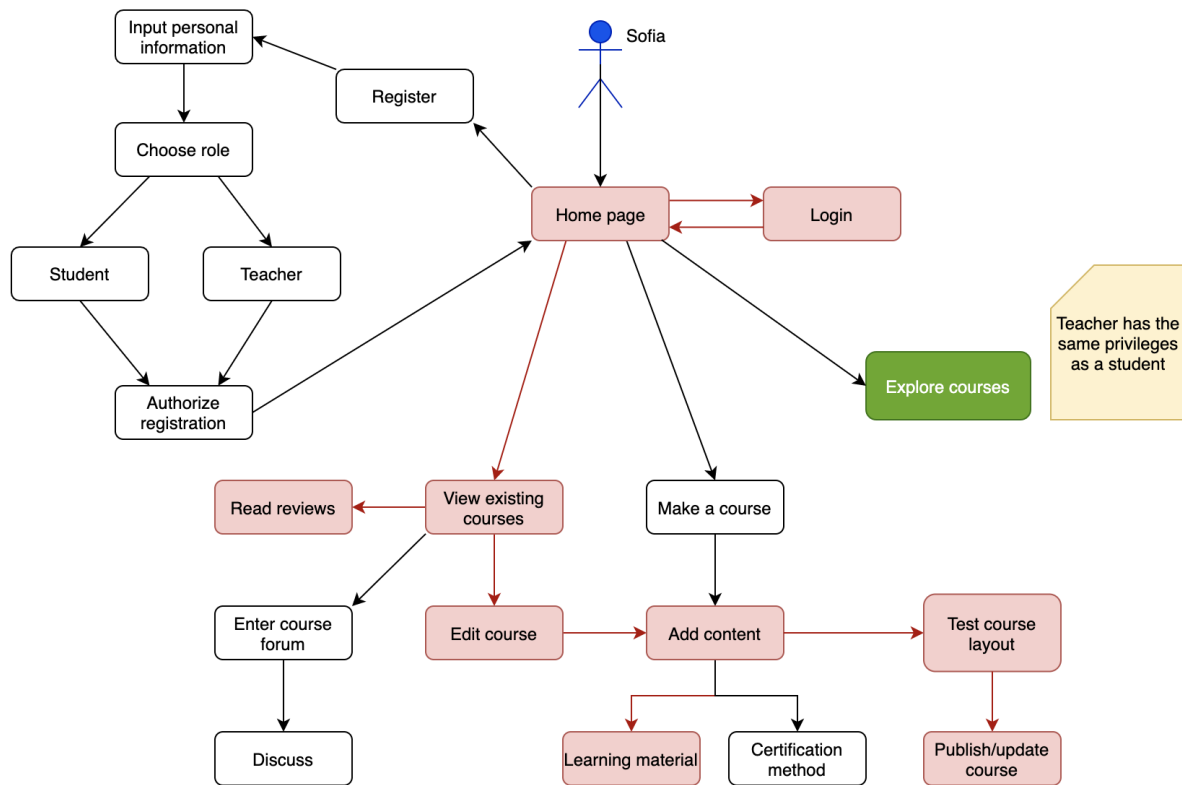 Input personal
information
Sofia
Register
Choose role
Home page
Login
Student
Teacher
Teacher has the
same privileges
as a student
Explore courses
Authorize
registration
Read reviews
View existing
courses
Make a course
Enter course
forum
Edit course
Add content
Test course
layout
Discuss
Learning material
Certification
method
Publish/update
course